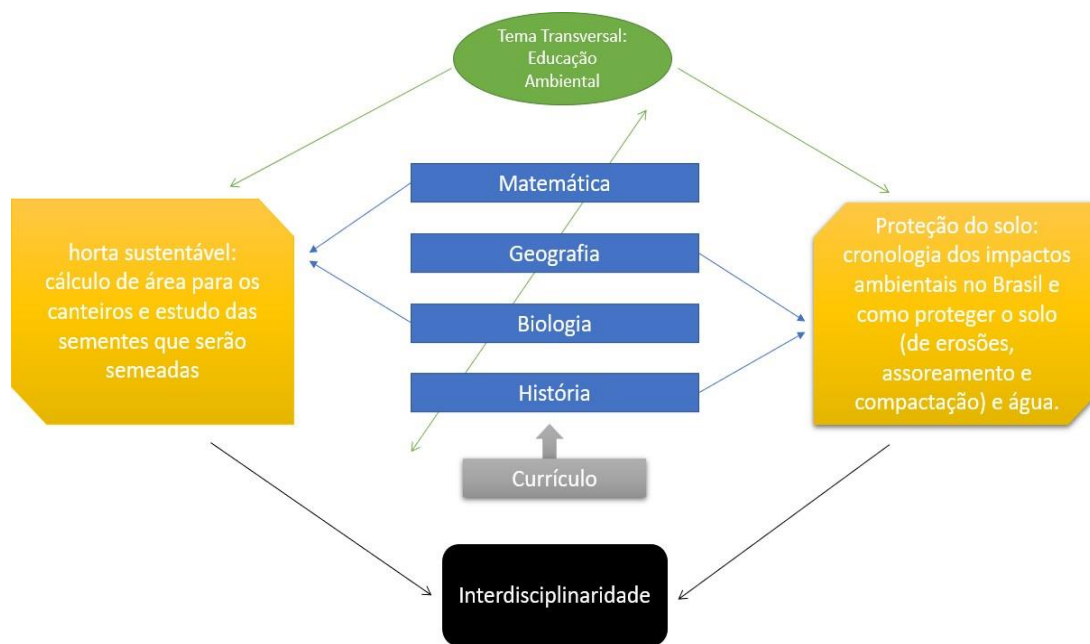 Tema Transversal:
Educação
Ambiental
Matemática
Geografia
Biologia
História
Currículo
horta sustentável:
cálculo de área para os
canteiros e estudo das
sementes que serão
semeadas
Proteção do solo:
cronologia dos impactos
ambientais no Brasil e
como proteger o solo
(de erosões,
assoreamento e
compactação) e água.
Interdisciplinaridade